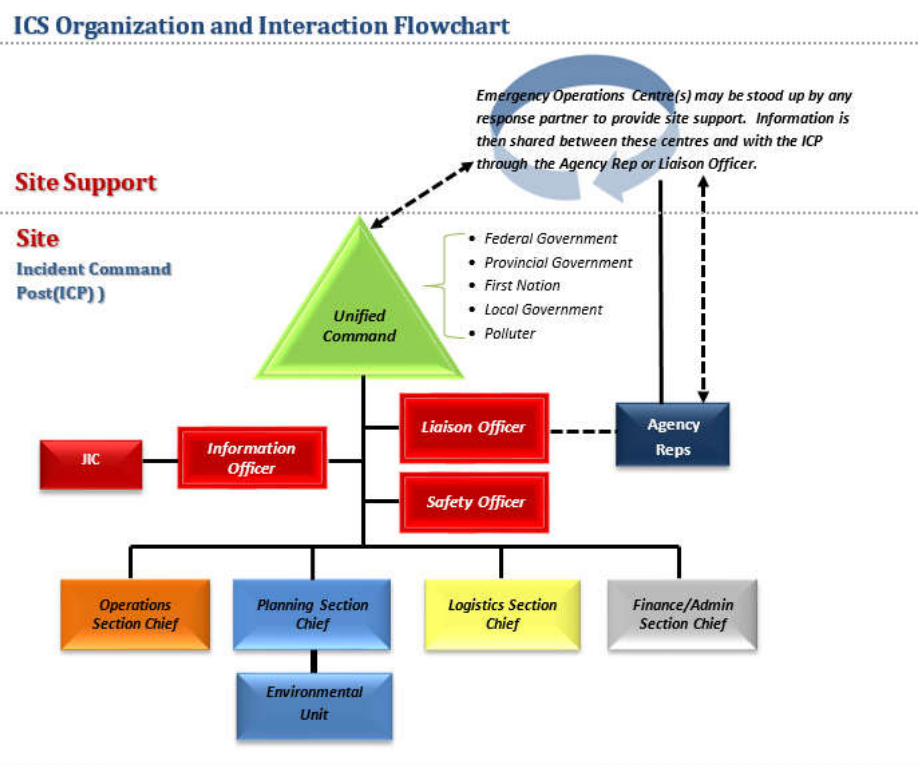 ICS Organization and Interaction Flowchart
Emergency Operations Centre(s) may be stood up by any
response partner to provide site support. Information is
then shared between these centres and with the ICP
through the Agency Rep or Liaison Officer.
Site Support
Site
Incident Command
Post(ICP) )
• Federal Government
• Provincial Government
• First Nation
• Local Government
• Polluter
Unified
Command
Liaison Officer
Agency
Reps
JIC
Information
Officer
Safety Officer
Operations
Section Chief
Planning Section
Chief
Logistics Section
Chief
Finance/Admin
Section Chief
Environmental
Unit